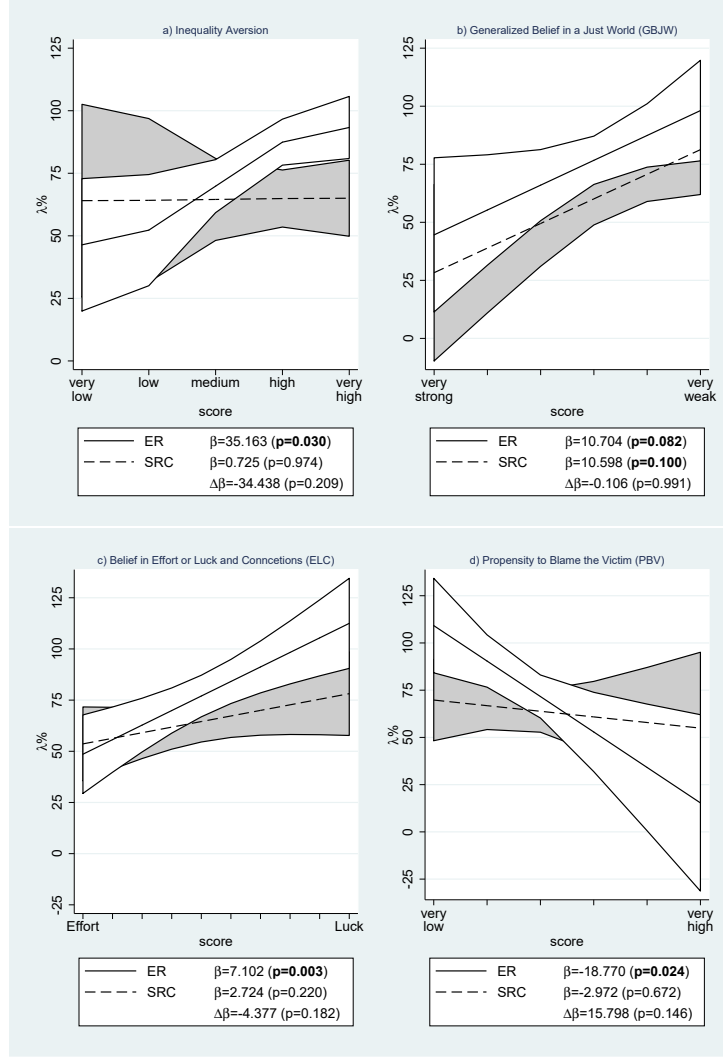 a) Inequality Aversion
125
100
75
50
25
0
λ%
very low
low
medium
high
very high
score
ER β=35.163 (p=0.030)
SRC β=0.725 (p=0.974)
Δβ=-34.438 (p=0.209)
b) Generalized Belief in a Just World (GBJW)
125
100
75
50
25
0
λ%
very strong
very weak
score
ER β=10.704 (p=0.082)
SRC β=10.598 (p=0.100)
Δβ=-0.106 (p=0.991)
c) Belief in Effort or Luck and Conncetions (ELC)
125
100
75
50
25
0
-25
λ%
Effort
Luck
score
ER β=7.102 (p=0.003)
SRC β=2.724 (p=0.220)
Δβ=-4.377 (p=0.182)
d) Propensity to Blame the Victim (PBV)
125
100
75
50
25
0
-25
λ%
very low
very high
score
ER β=-18.770 (p=0.024)
SRC β=-2.972 (p=0.672)
Δβ=15.798 (p=0.146)